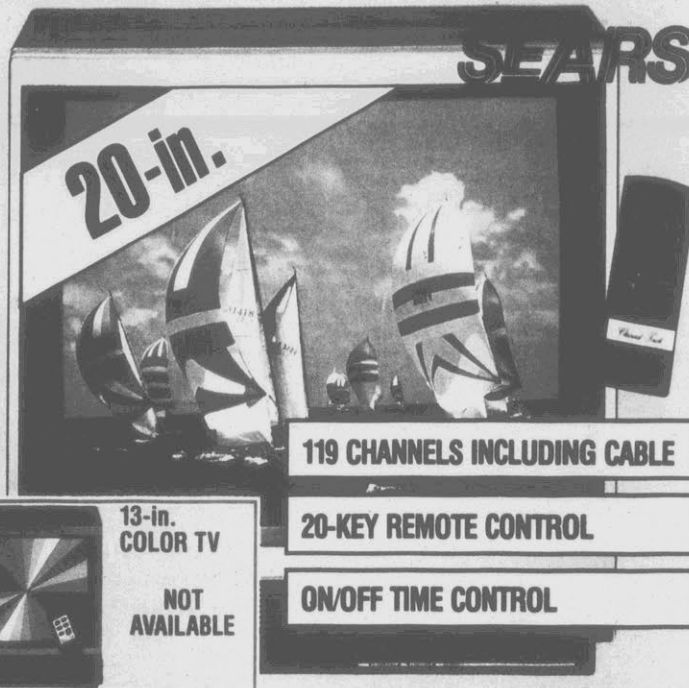 SEARS
20-in.
119 CHANNELS INCLUDING CABLE
20-KEY REMOTE CONTROL
ON/OFF TIME CONTROL
13-in.
COLOR TV
NOT
AVAILABLE